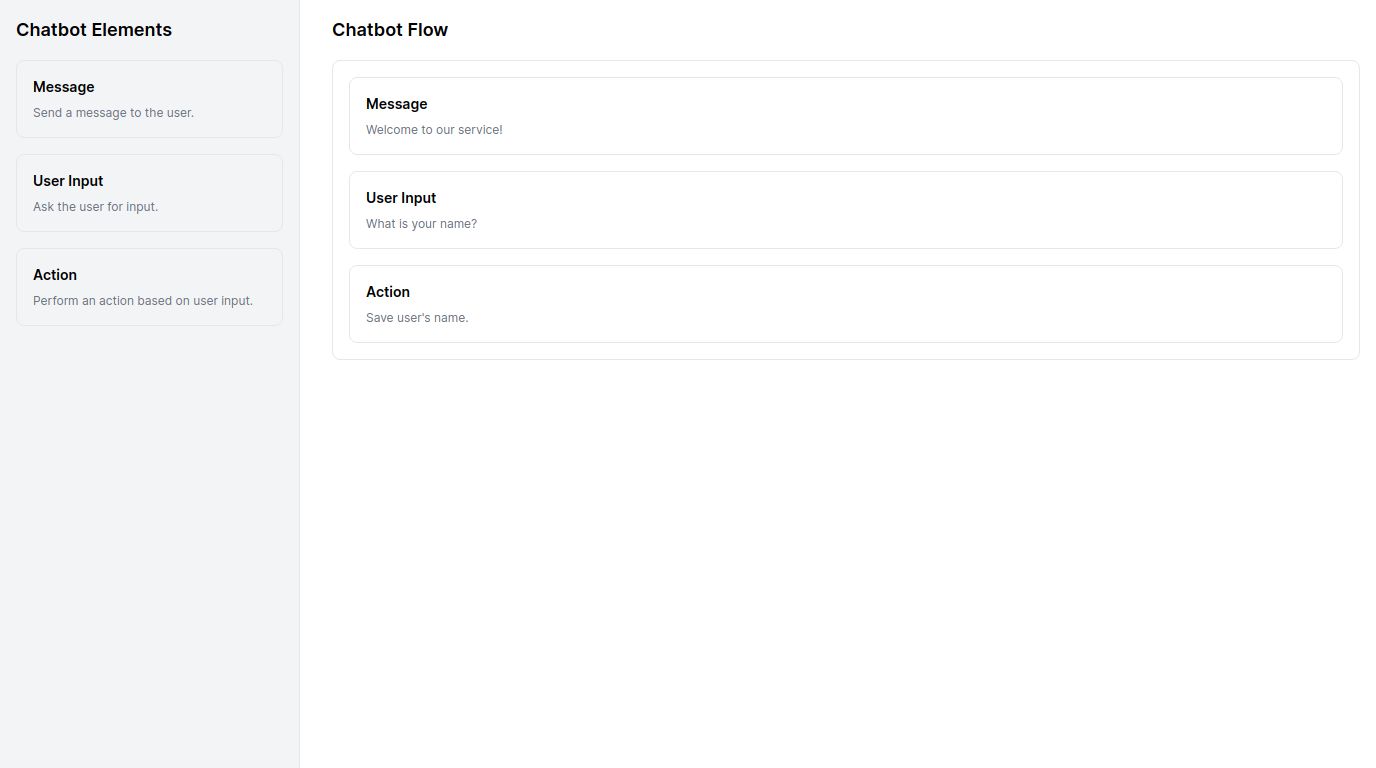 Chatbot Elements
Message
Send a message to the user.
User Input
Ask the user for input.
Action
Perform an action based on user input.
Chatbot Flow
Message
Welcome to our service!
User Input
What is your name?
Action
Save user's name.